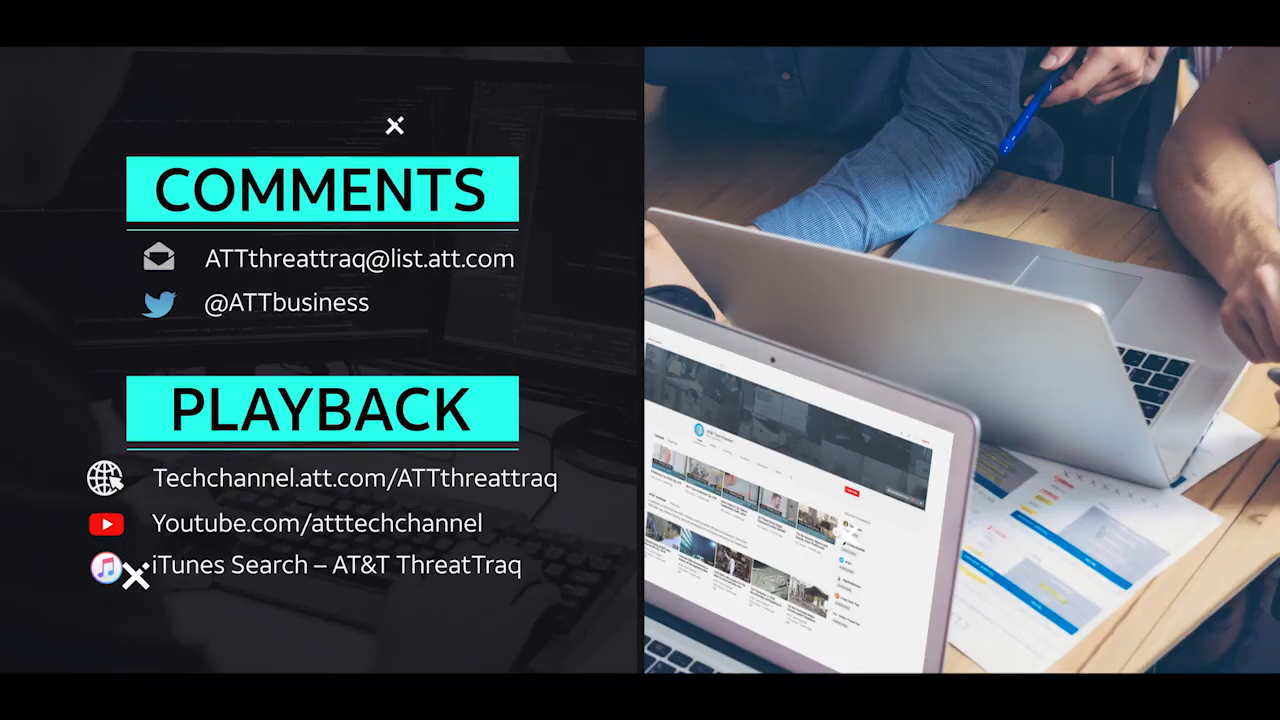 COMMENTS
ATTthreattraq@list.att.com
@ATTbusiness
PLAYBACK
Techchannel.att.com/ATTthreattraq
Youtube.com/atttechchannel
iTunes Search – AT&T ThreatTraq